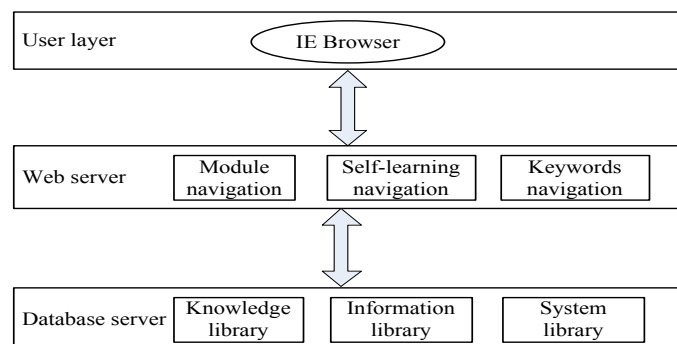 User layer
IE Browser
Web server
Module
navigation
Self-learning
navigation
Keywords
navigation
Database server
Knowledge
library
Information
library
System
library